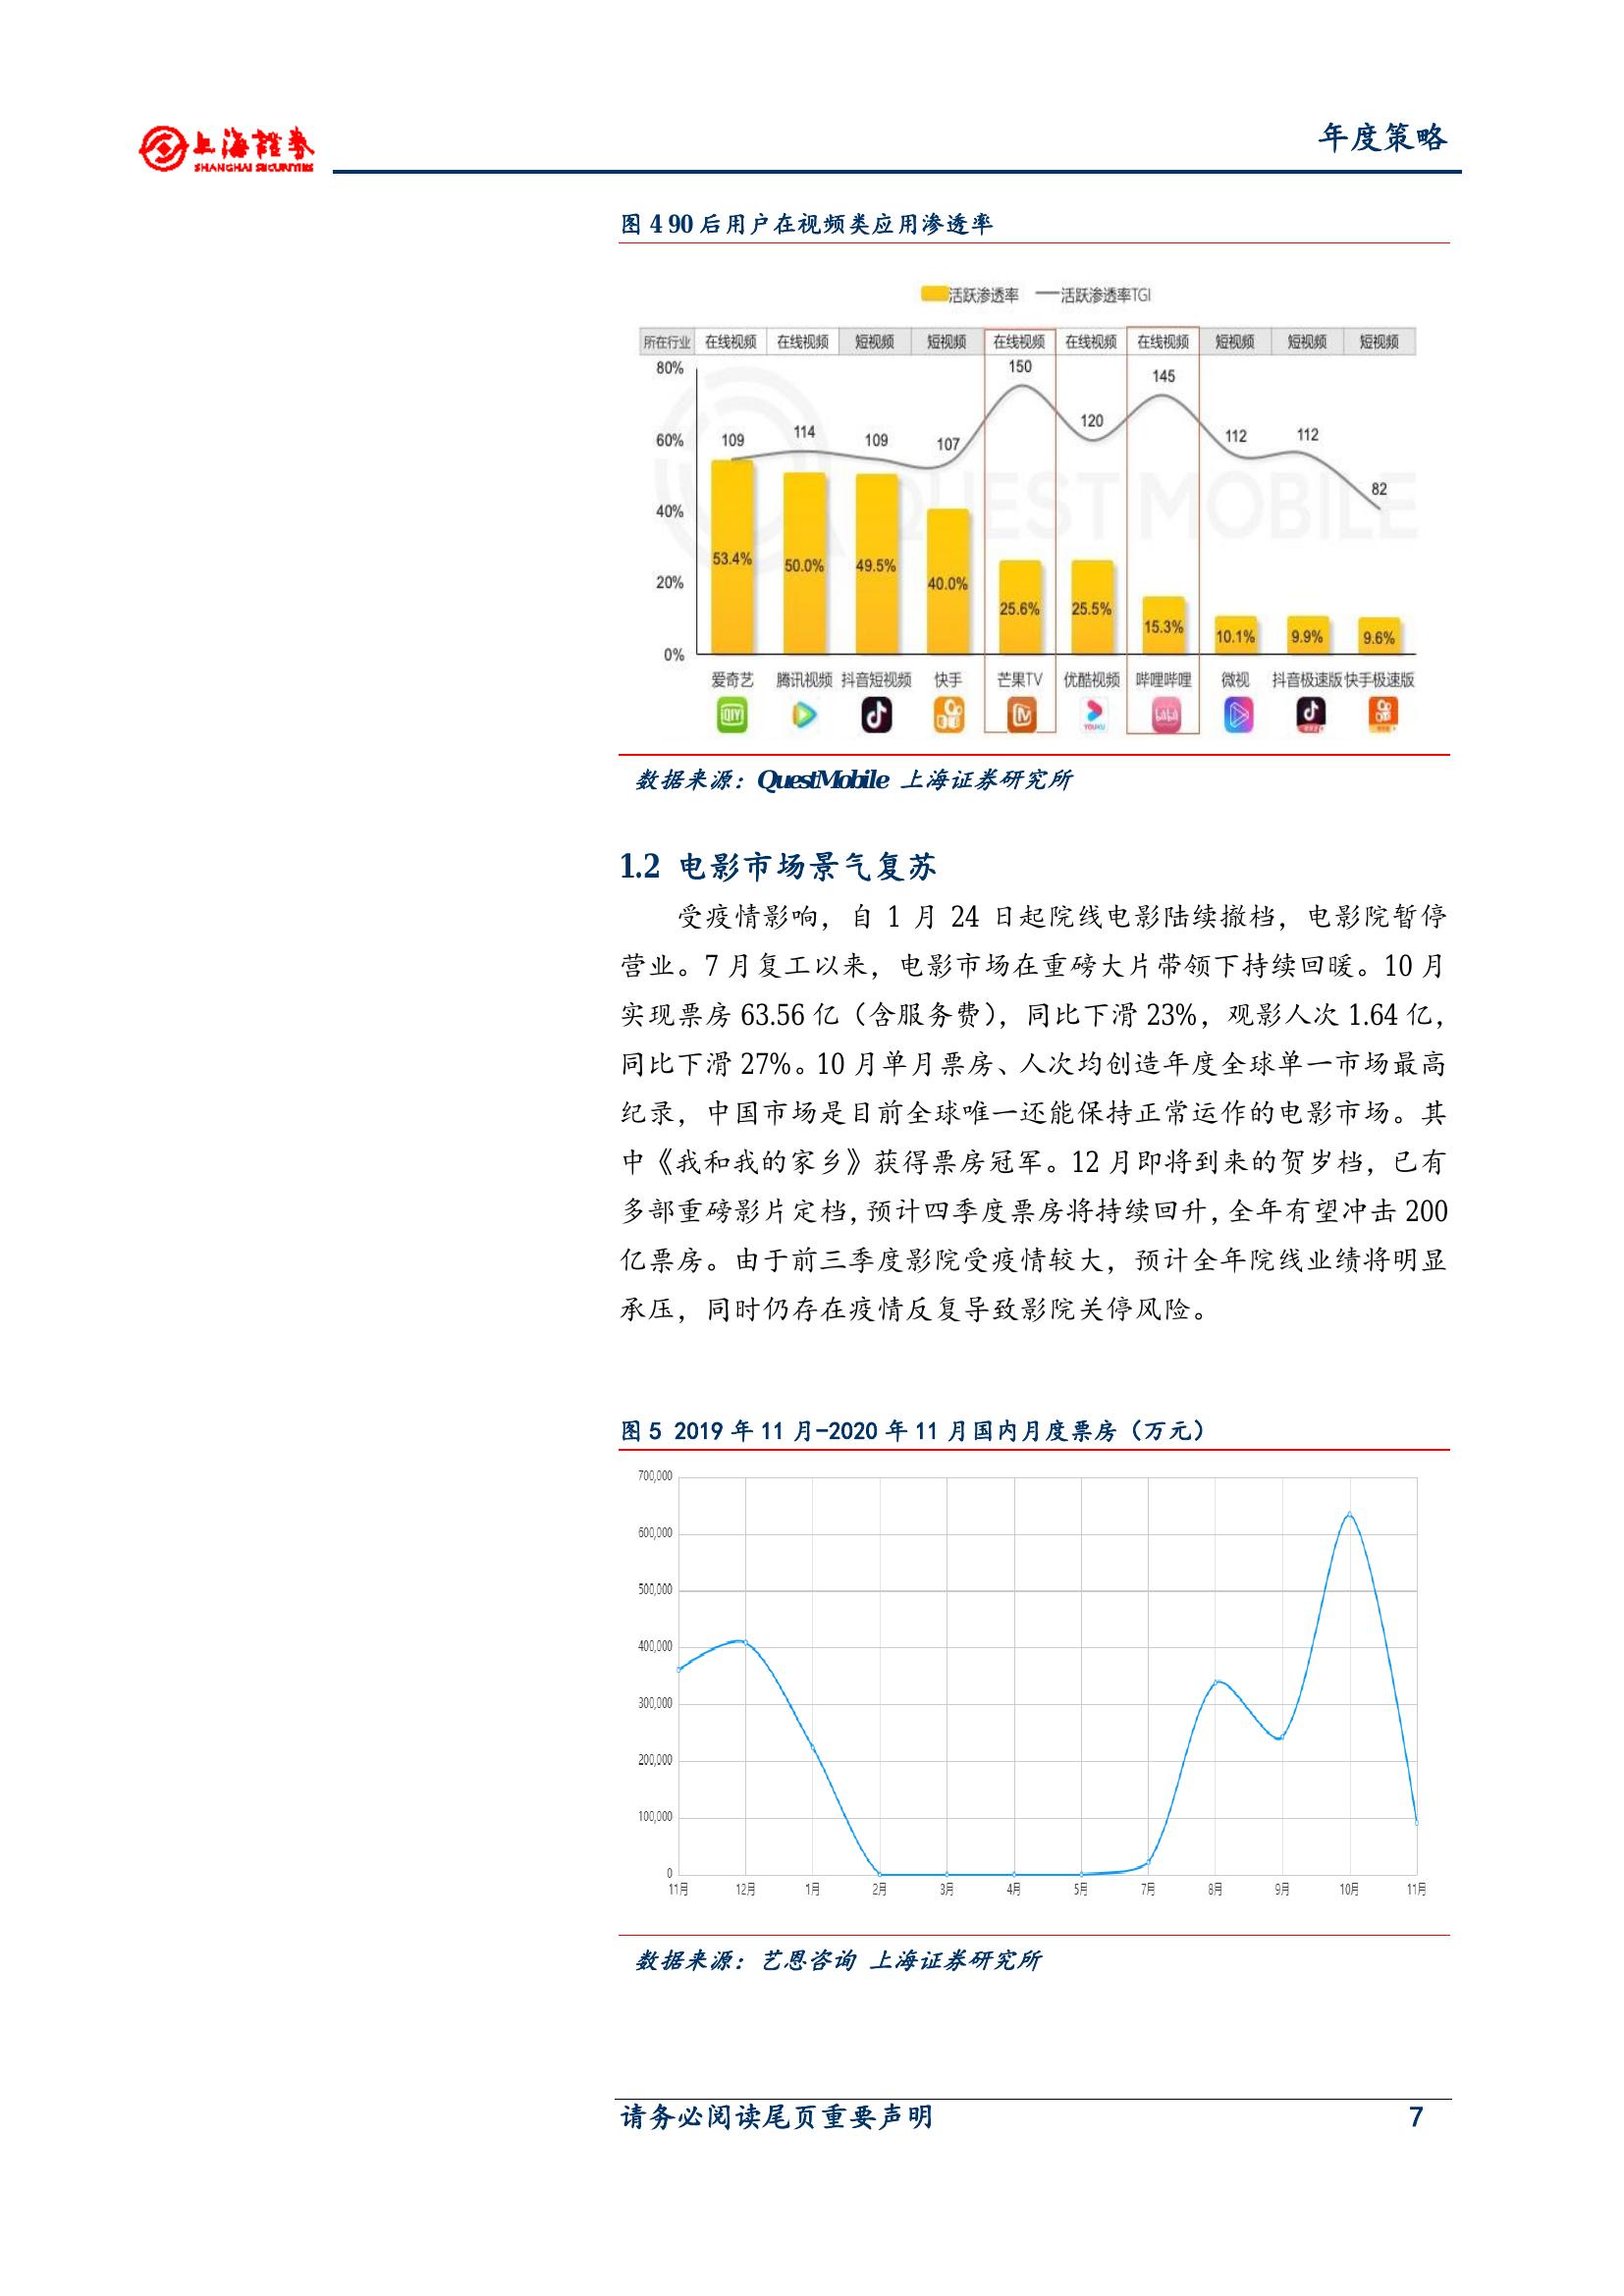 上海證券
SHANGHAI SECURITIES
年度策略
图 4 90 后用户在视频类应用渗透率
活跃渗透率 活跃渗透率TGI
所在行业 在线视频 在线视频 短视频 短视频 在线视频 在线视频 在线视频 短视频 短视频 短视频
80%
60%
40%
20%
0%
109 114 109 107 150 120 145 112 112 82
53.4% 50.0% 49.5% 40.0% 25.6% 25.5% 15.3% 10.1% 9.9% 9.6%
QUESTMOBILE
爱奇艺 腾讯视频 抖音短视频 快手 芒果TV 优酷视频 哔哩哔哩 微视 抖音极速版 快手极速版
数据来源：QuestMobile 上海证券研究所
1.2 电影市场景气复苏
受疫情影响，自 1 月 24 日起院线电影陆续撤档，电影院暂停
营业。7 月复工以来，电影市场在重磅大片带领下持续回暖。10 月
实现票房 63.56 亿（含服务费），同比下滑 23%，观影人次 1.64 亿，
同比下滑 27%。10 月单月票房、人次均创造年度全球单一市场最高
纪录，中国市场是目前全球唯一还能保持正常运作的电影市场。其
中《我和我的家乡》获得票房冠军。12 月即将到来的贺岁档，已有
多部重磅影片定档，预计四季度票房将持续回升，全年有望冲击 200
亿票房。由于前三季度影院受疫情较大，预计全年院线业绩将明显
承压，同时仍存在疫情反复导致影院关停风险。
图 5 2019 年 11 月-2020 年 11 月国内月度票房（万元）
700,000
600,000
500,000
400,000
300,000
200,000
100,000
0
11月 12月 1月 2月 3月 4月 5月 7月 8月 9月 10月 11月
数据来源：艺恩咨询 上海证券研究所
请务必阅读尾页重要声明 7